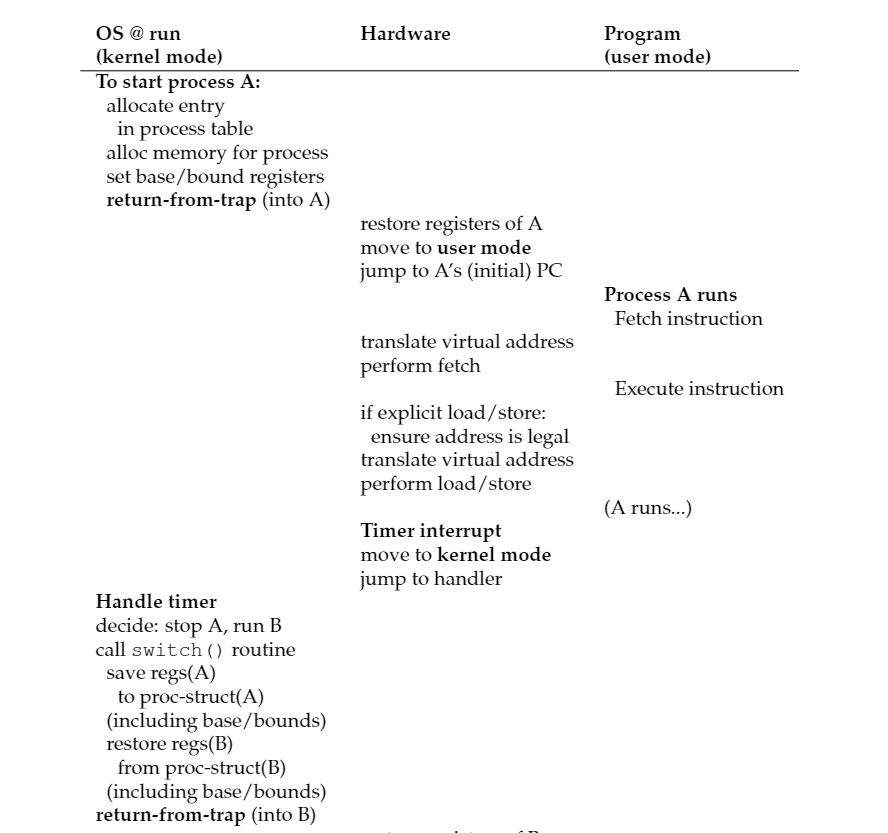 OS @ run Hardware Program
(kernel mode) (user mode)
To start process A:
allocate entry
in process table
alloc memory for process
set base/bound registers
return-from-trap (into A)
restore registers of A
move to user mode
jump to A's (initial) PC
Process A runs
Fetch instruction
translate virtual address
perform fetch
Execute instruction
if explicit load/store:
ensure address is legal
translate virtual address
perform load/store
(A runs...)
Timer interrupt
move to kernel mode
jump to handler
Handle timer
decide: stop A, run B
call switch() routine
save regs(A)
to proc-struct(A)
(including base/bounds)
restore regs(B)
from proc-struct(B)
(including base/bounds)
return-from-trap (into B)